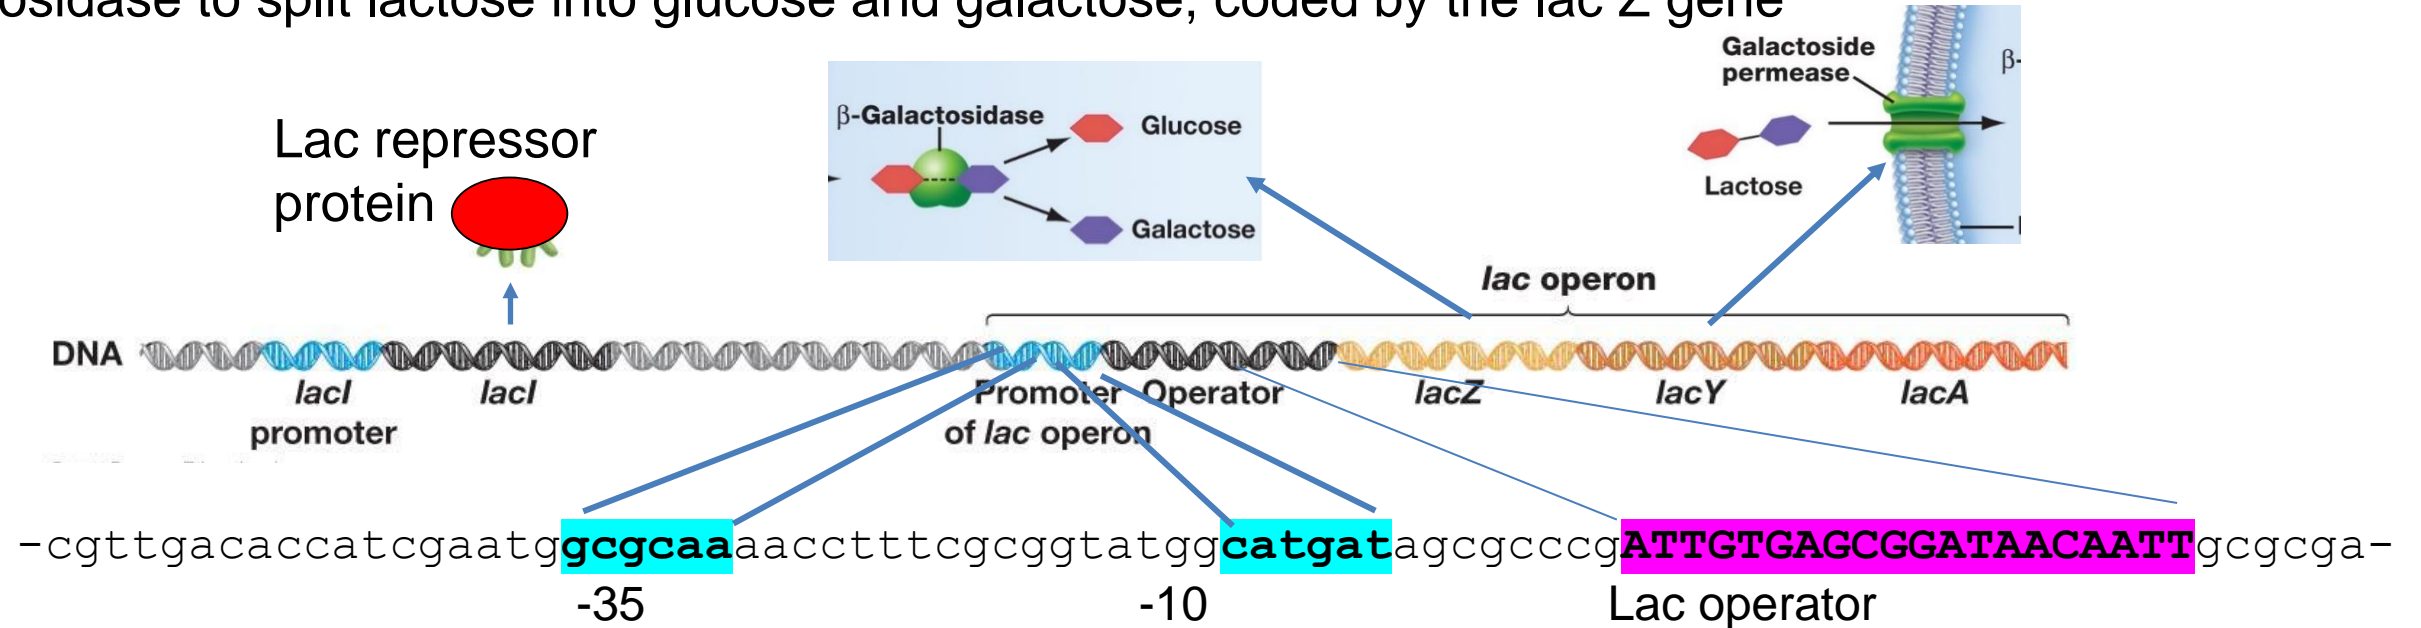 osidase to split lactose into glucose and galactose, coded by the lac Z gene
Galactoside
permease
β-
Lac repressor
protein
β-Galactosidase
Glucose
Galactose
Lactose
lac operon
DNA
lacI
promoter
lacI
Promoter
of lac operon
Operator
lacZ
lacY
lacA
-cgttgacaccatcgaatggcgcaaaacctttcgcggtatggcatgatagcgcccgATTGTGAGCGGATAACAATTgcgcga-
-35
-10
Lac operator